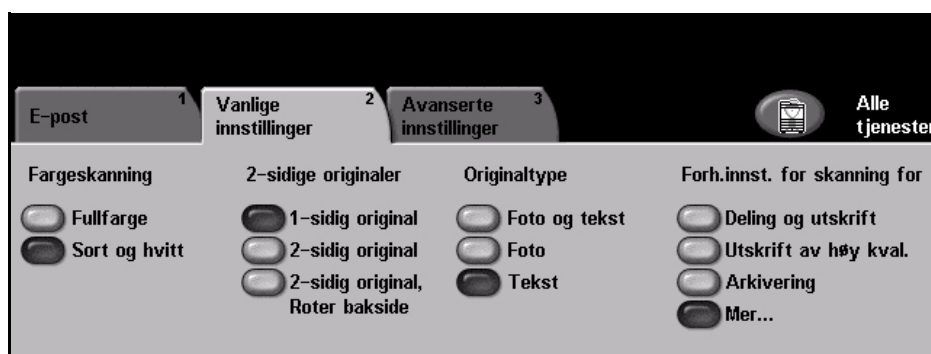 E-post
1
Vanlige
innstillinger
2
Avanserte
innstillinger
3
Alle
tjenester
Fargeskanning
Fullfarge
Sort og hvitt
2-sidige originaler
1-sidig original
2-sidig original
2-sidig original,
Roter bakside
Originaltype
Foto og tekst
Foto
Tekst
Forh.innst. for skanning for
Deling og utskrift
Utskrift av høy kval.
Arkivering
Mer...